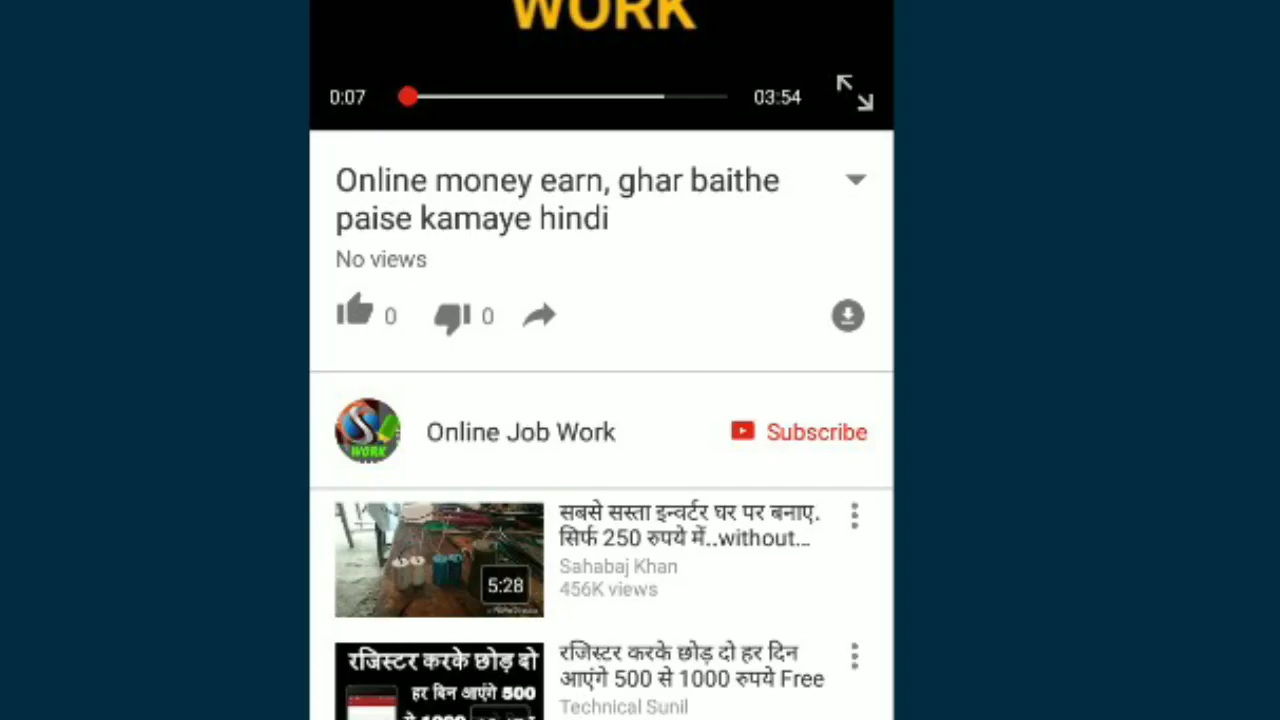 WORK
0:07
03:54
Online money earn, ghar baithe
paise kamaye hindi
No views
0
0
Online Job Work
Subscribe
WORK
सबसे सस्ता इन्वर्टर घर पर बनाए.
सिर्फ 250 रुपये में..without...
Sahabaj Khan
456K views
5:28
रजिस्टर करके छोड़ दो
हर दिन आएंगे 500
से 1000
रजिस्टर करके छोड़ दो हर दिन
आएंगे 500 से 1000 रुपये Free
Technical Sunil